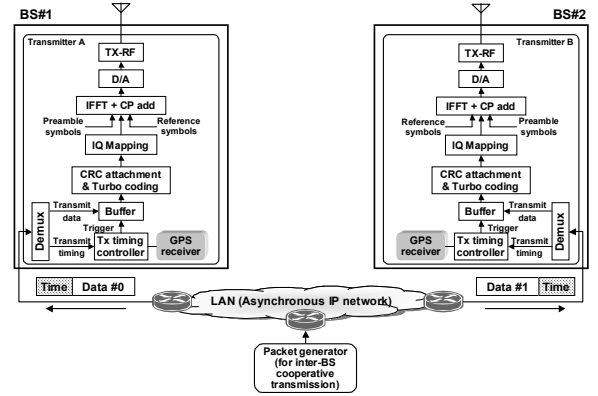 BS#1
Transmitter A
TX-RF
D/A
IFFT + CP add
Preamble
symbols
Reference
symbols
IQ Mapping
CRC attachment
& Turbo coding
Demux
Transmit
data
Buffer
Trigger
Transmit
timing
Tx timing
controller
GPS
receiver
BS#2
Transmitter B
TX-RF
D/A
IFFT + CP add
Reference
symbols
Preamble
symbols
IQ Mapping
CRC attachment
& Turbo coding
Buffer
Transmit
data
Demux
Trigger
GPS
receiver
Tx timing
controller
Transmit
timing
Time Data #0
Data #1 Time
LAN (Asynchronous IP network)
Packet generator
(for inter-BS
cooperative
transmission)